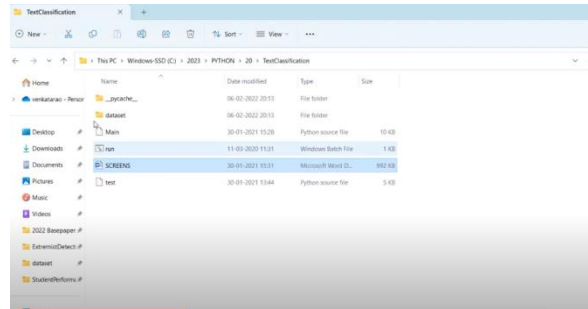 TextClassification
New Sort View ...
This PC > Windows-SSD (C:) > 2023 > PYTHON > 20 > TextClassification
Home
venkatarao - Person
Desktop
Downloads
Documents
Pictures
Music
Videos
2022 Basepaper
ExtremistDetecti
dataset
StudentPerforma
Name Date modified Type Size
__pycache__ 06-02-2022 20:53 File folder
dataset 06-02-2022 20:13 File folder
Main 30-01-2021 15:28 Python source file 10 KB
run 11-03-2020 11:31 Windows Batch File 1 KB
SCREENS 30-01-2021 15:31 Microsoft Word D... 992 KB
test 30-01-2021 13:44 Python source file 5 KB